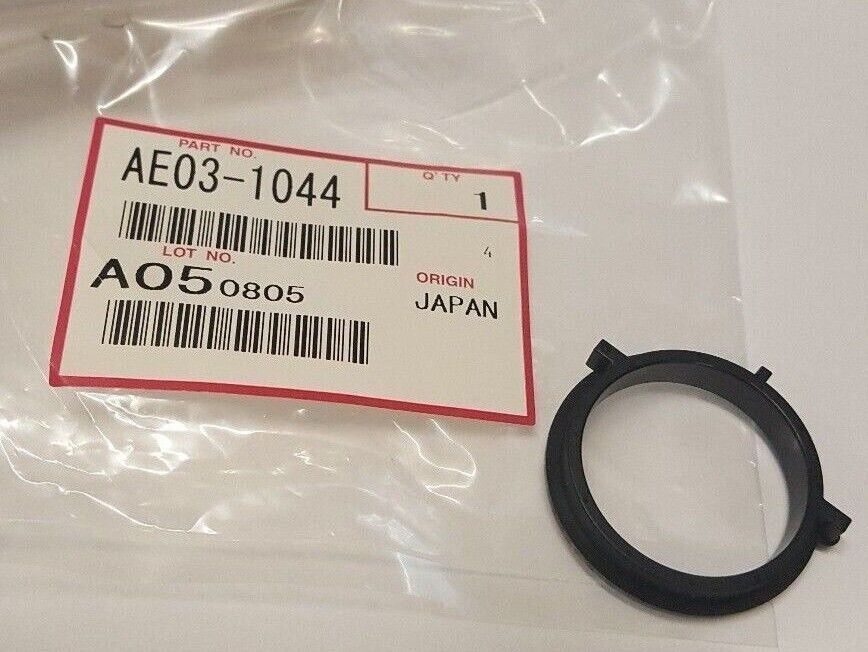 PART NO.
AE03-1044
Q'TY
1
4
LOT NO.
A050805
ORIGIN
JAPAN